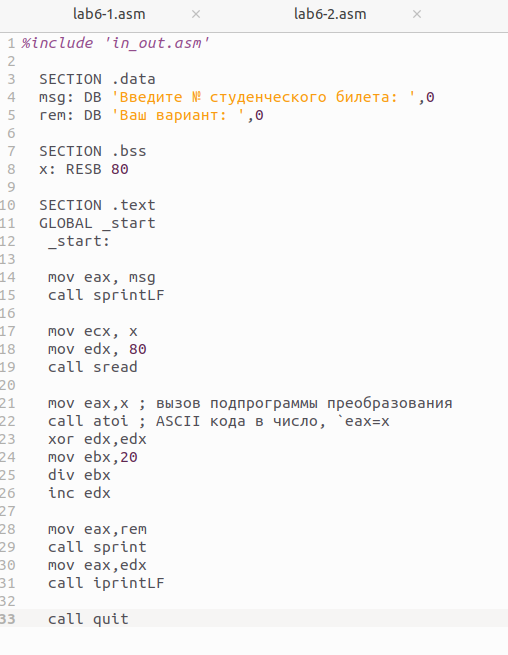 lab6-1.asm × lab6-2.asm ×
1 %include 'in_out.asm'
2
3 SECTION .data
4 msg: DB 'Введите № студенческого билета: ',0
5 rem: DB 'Ваш вариант: ',0
6
7 SECTION .bss
8 x: RESB 80
9
10 SECTION .text
11 GLOBAL _start
12 _start:
13
14 mov eax, msg
15 call sprintLF
16
17 mov ecx, x
18 mov edx, 80
19 call sread
20
21 mov eax,x ; вызов подпрограммы преобразования
22 call atoi ; ASCII кода в число, `eax=x
23 xor edx,edx
24 mov ebx,20
25 div ebx
26 inc edx
27
28 mov eax,rem
29 call sprint
30 mov eax,edx
31 call iprintLF
32
33 call quit